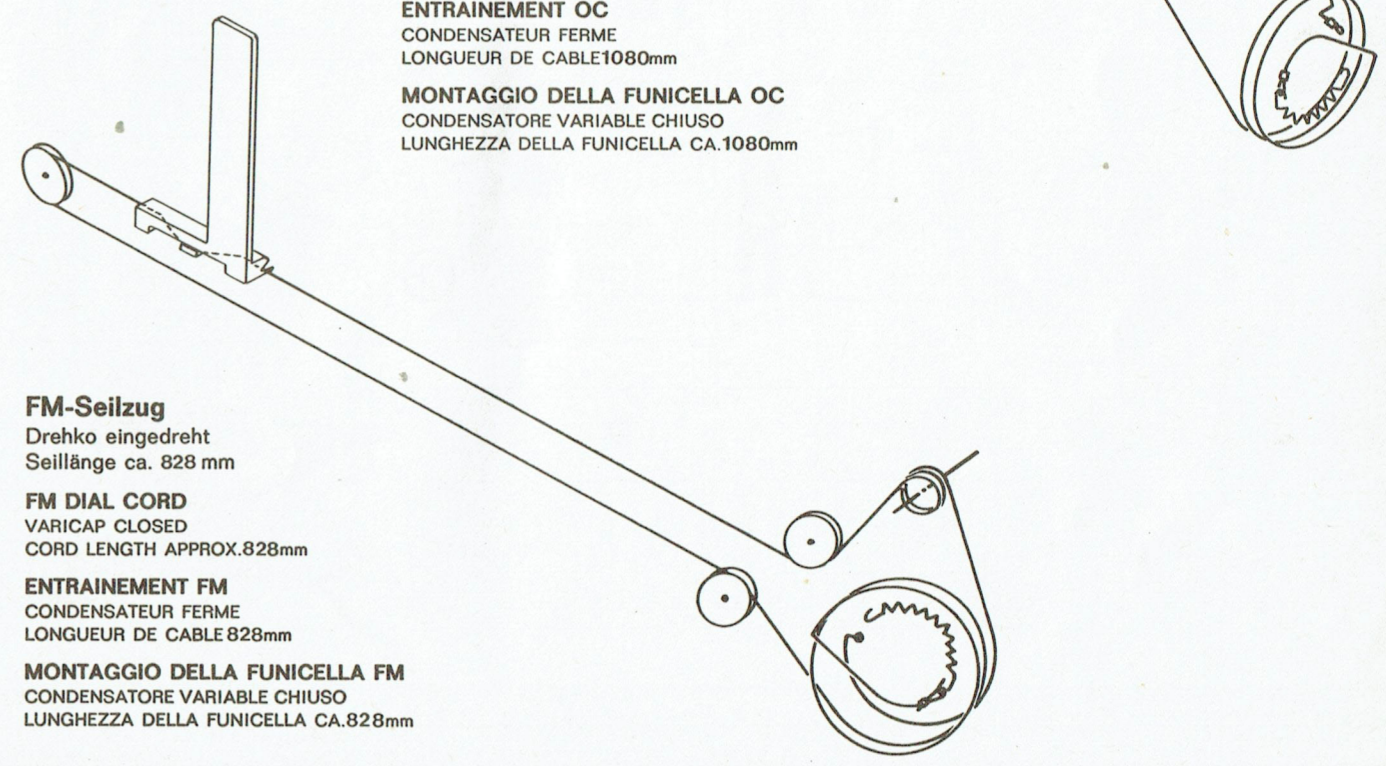 ENTRAINEMENT OC
CONDENSATEUR FERME
LONGUEUR DE CABLE1080mm
MONTAGGIO DELLA FUNICELLA OC
CONDENSATORE VARIABLE CHIUSO
LUNGHEZZA DELLA FUNICELLA CA.1080mm
FM-Seilzug
Drehko eingedreht
Seillänge ca. 828 mm
FM DIAL CORD
VARICAP CLOSED
CORD LENGTH APPROX.828mm
ENTRAINEMENT FM
CONDENSATEUR FERME
LONGUEUR DE CABLE 828mm
MONTAGGIO DELLA FUNICELLA FM
CONDENSATORE VARIABLE CHIUSO
LUNGHEZZA DELLA FUNICELLA CA.828mm